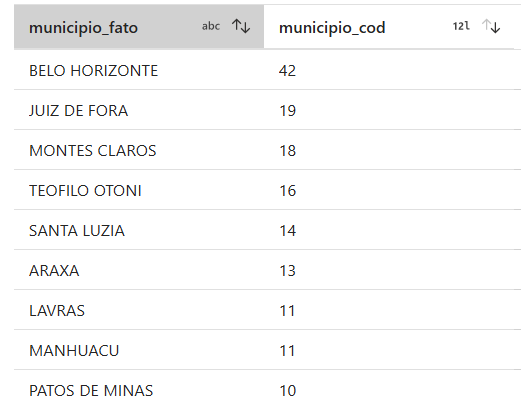 municipio_fato abc municipio_cod 12l
BELO HORIZONTE 42
JUIZ DE FORA 19
MONTES CLAROS 18
TEOFILO OTONI 16
SANTA LUZIA 14
ARAXA 13
LAVRAS 11
MANHUACU 11
PATOS DE MINAS 10